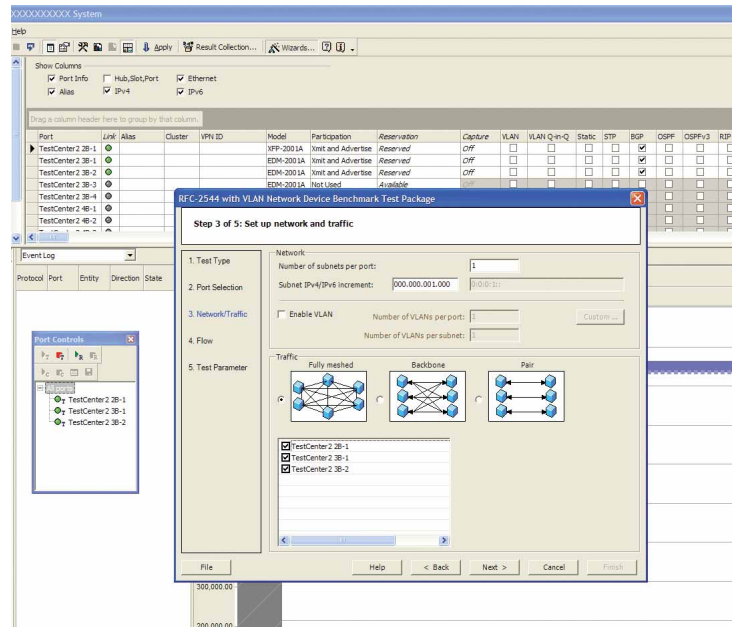 XXXXXXXXXX System
Help
Apply Result Collection... Wizards...
Show Columns
Port Info Hub,Slot,Port Ethernet
Alias IPv4 IPv6
Drag a column header here to group by that column.
Port Link Alias Cluster VPN ID Model Participation Reservation Capture VLAN VLAN Q-in-Q Static STP BGP OSPF OSPFv3 RIP
TestCenter2 2B-1 XFP-2001A Xmit and Advertise Reserved Off
TestCenter2 3B-1 EDM-2001A Xmit and Advertise Reserved Off
TestCenter2 3B-2 EDM-2001A Xmit and Advertise Reserved Off
TestCenter2 3B-3 EDM-2001A Not Used Available Off
TestCenter2 3B-4
TestCenter2 4B-1
TestCenter2 4B-2
Event Log
Protocol Port Entity Direction State
Port Controls
TestCenter2 2B-1
TestCenter2 3B-1
TestCenter2 3B-2
RFC-2544 with VLAN Network Device Benchmark Test Package
Step 3 of 5: Set up network and traffic
1. Test Type
2. Port Selection
3. Network/Traffic
4. Flow
5. Test Parameter
Network
Number of subnets per port: 1
Subnet IPv4/IPv6 increment: 000.000.001.000 0:0:0:1::
Enable VLAN Number of VLANs per port: 1 Custom ...
Number of VLANs per subnet: 1
Traffic
Fully meshed Backbone Pair
TestCenter2 2B-1
TestCenter2 3B-1
TestCenter2 3B-2
File Help < Back Next > Cancel Finish
300,000.00
200,000.00